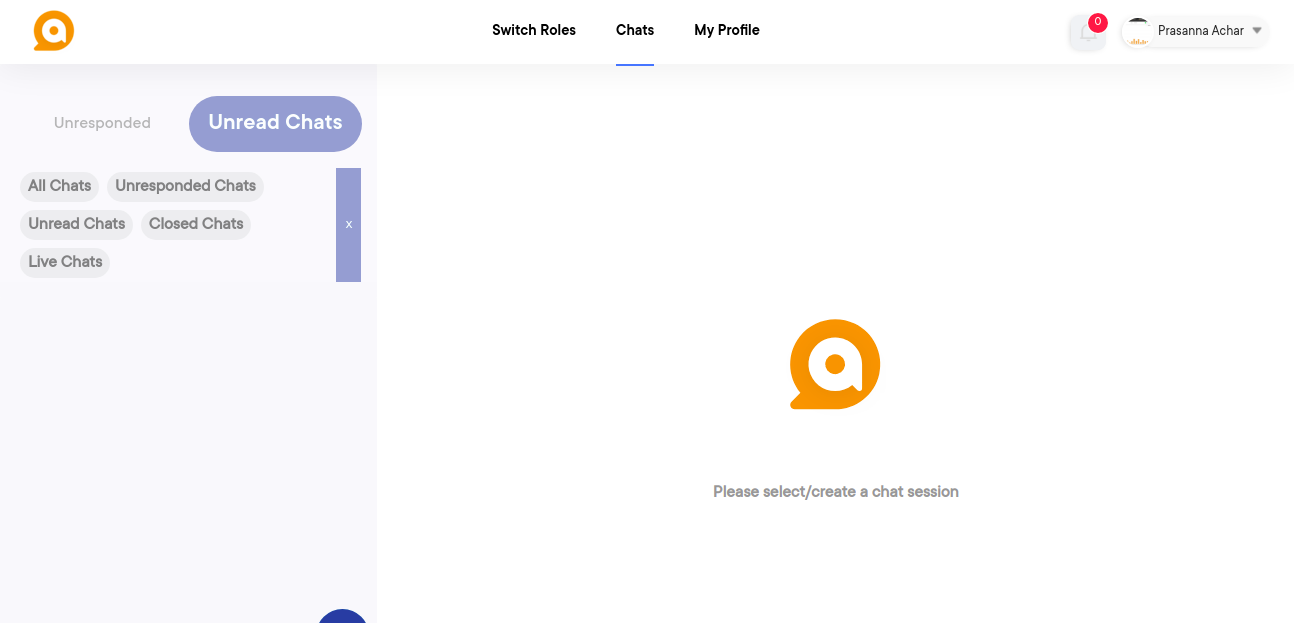 Switch Roles Chats My Profile 0 Prasanna Achar
Unresponded Unread Chats
All Chats Unresponded Chats
Unread Chats Closed Chats
x
Live Chats
Please select/create a chat session